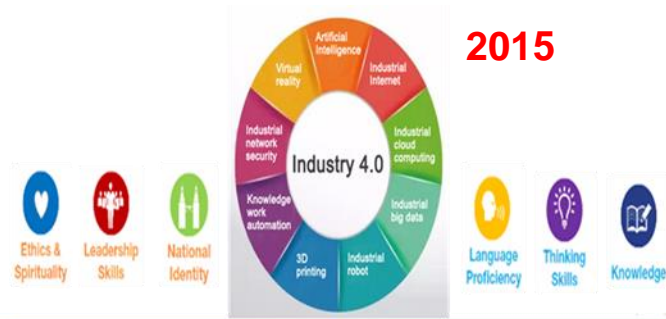 2015
Artificial
intelligence
Industrial
Internet
Industrial
cloud
computing
Industrial
big data
Industrial
robot
3D
printing
Knowledge
work
automation
Industrial
network
security
Virtual
reality
Industry 4.0
Ethics &
Spirituality
Leadership
Skills
National
Identity
Language
Proficiency
Thinking
Skills
Knowledge